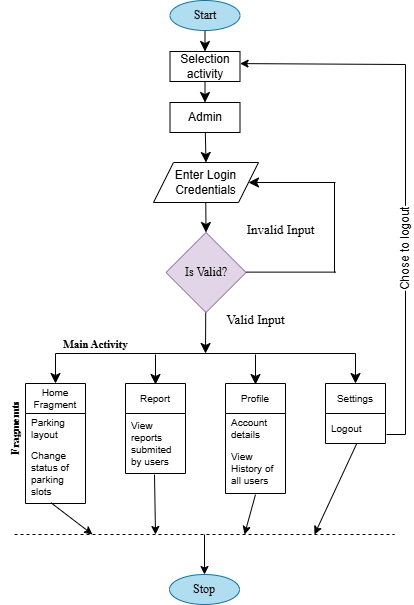 Start
Selection
activity
Admin
Enter Login
Credentials
Invalid Input
Is Valid?
Chose to logout
Valid Input
Main Activity
Fragments
Home
Fragment
Parking
layout
Change
status of
parking
slots
Report
View
reports
submited
by users
Profile
Account
details
View
History of
all users
Settings
Logout
Stop